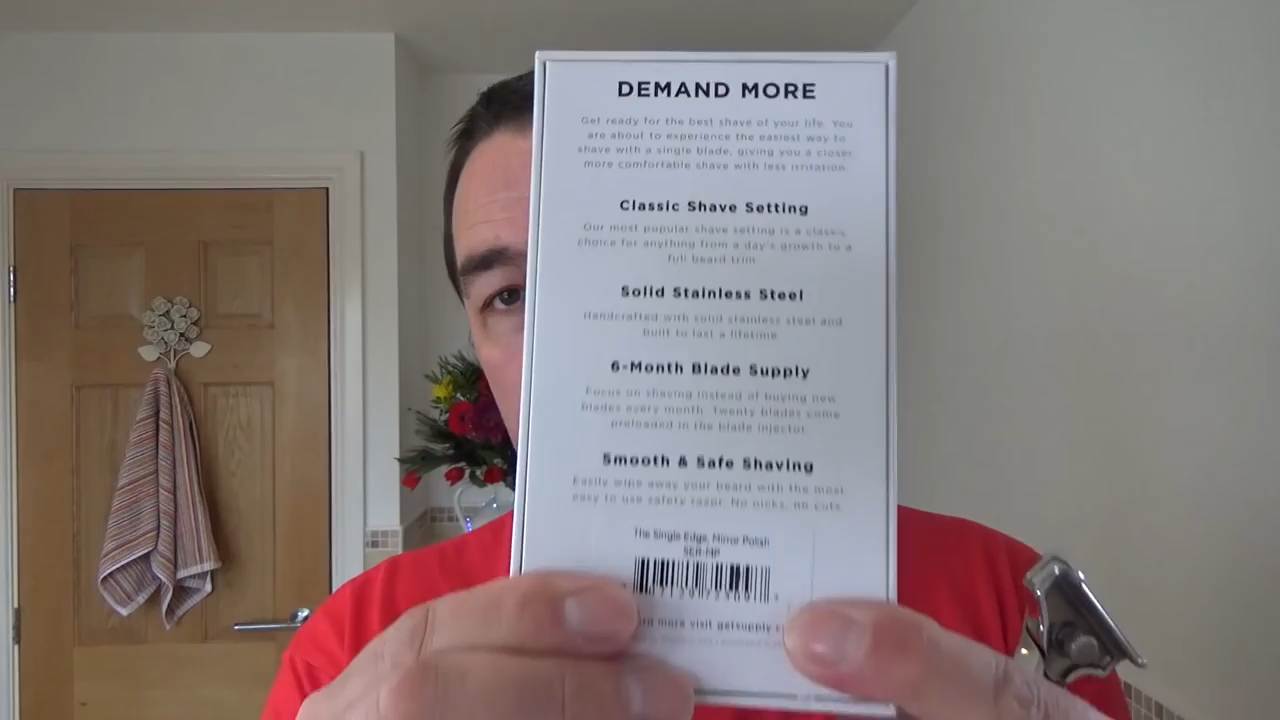 DEMAND MORE
Get ready for the best shave of your life. You
are about to experience the easiest way to
shave with a single blade, giving you a closer
more comfortable shave with less irritation.
Classic Shave Setting
Our most popular shave setting is a classic
choice for anything from a day's growth to a
full beard trim.
Solid Stainless Steel
Handcrafted with solid stainless steel and
built to last a lifetime.
6-Month Blade Supply
Focus on shaving instead of buying new
blades every month. Twenty blades come
preloaded in the blade injector.
Smooth & Safe Shaving
Easily wipe away your beard with the most
easy to use safety razor. No nicks, no cuts.
The Single Edge, Mirror Polish
SER-MP
more visit getsupply